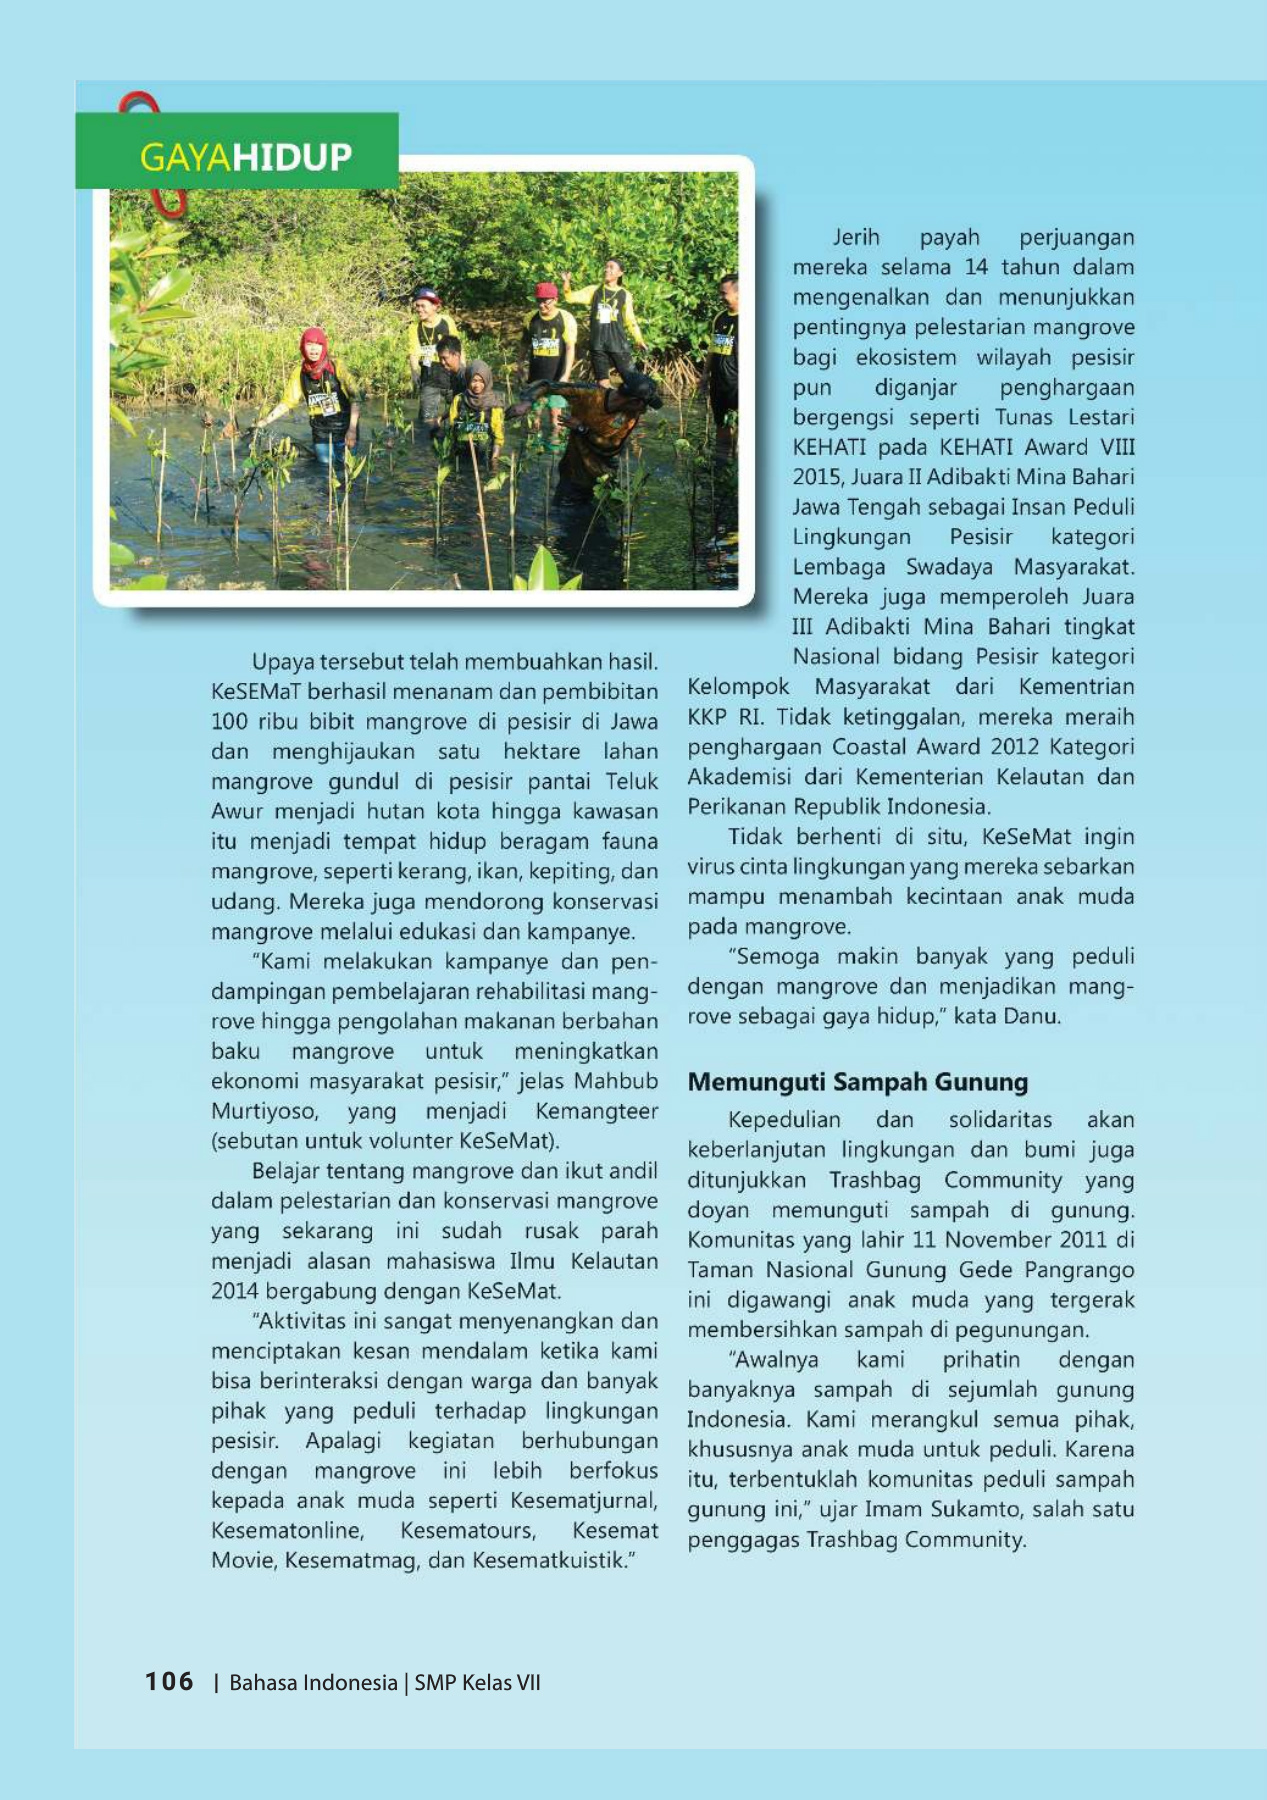 GAYAHIDUP
Upaya tersebut telah membuahkan hasil.
KeSEMaT berhasil menanam dan pembibitan
100 ribu bibit mangrove di pesisir di Jawa
dan menghijaukan satu hektare lahan
mangrove gundul di pesisir pantai Teluk
Awur menjadi hutan kota hingga kawasan
itu menjadi tempat hidup beragam fauna
mangrove, seperti kerang, ikan, kepiting, dan
udang. Mereka juga mendorong konservasi
mangrove melalui edukasi dan kampanye.
"Kami melakukan kampanye dan pen-
dampingan pembelajaran rehabilitasi mang-
rove hingga pengolahan makanan berbahan
baku mangrove untuk meningkatkan
ekonomi masyarakat pesisir," jelas Mahbub
Murtiyoso, yang menjadi Kemangteer
(sebutan untuk volunter KeSeMat).
Belajar tentang mangrove dan ikut andil
dalam pelestarian dan konservasi mangrove
yang sekarang ini sudah rusak parah
menjadi alasan mahasiswa Ilmu Kelautan
2014 bergabung dengan KeSeMat.
"Aktivitas ini sangat menyenangkan dan
menciptakan kesan mendalam ketika kami
bisa berinteraksi dengan warga dan banyak
pihak yang peduli terhadap lingkungan
pesisir. Apalagi kegiatan berhubungan
dengan mangrove ini lebih berfokus
kepada anak muda seperti Kesematjurnal,
Kesematonline, Kesematours, Kesemat
Movie, Kesematmag, dan Kesematkuistik."
Jerih payah perjuangan
mereka selama 14 tahun dalam
mengenalkan dan menunjukkan
pentingnya pelestarian mangrove
bagi ekosistem wilayah pesisir
pun diganjar penghargaan
bergengsi seperti Tunas Lestari
KEHATI pada KEHATI Award VIII
2015, Juara II Adibakti Mina Bahari
Jawa Tengah sebagai Insan Peduli
Lingkungan Pesisir kategori
Lembaga Swadaya Masyarakat.
Mereka juga memperoleh Juara
III Adibakti Mina Bahari tingkat
Nasional bidang Pesisir kategori
Kelompok Masyarakat dari Kementrian
KKP RI. Tidak ketinggalan, mereka meraih
penghargaan Coastal Award 2012 Kategori
Akademisi dari Kementerian Kelautan dan
Perikanan Republik Indonesia.
Tidak berhenti di situ, KeSeMat ingin
virus cinta lingkungan yang mereka sebarkan
mampu menambah kecintaan anak muda
pada mangrove.
"Semoga makin banyak yang peduli
dengan mangrove dan menjadikan mang-
rove sebagai gaya hidup," kata Danu.
Memunguti Sampah Gunung
Kepedulian dan solidaritas akan
keberlanjutan lingkungan dan bumi juga
ditunjukkan Trashbag Community yang
doyan memunguti sampah di gunung.
Komunitas yang lahir 11 November 2011 di
Taman Nasional Gunung Gede Pangrango
ini digawangi anak muda yang tergerak
membersihkan sampah di pegunungan.
"Awalnya kami prihatin dengan
banyaknya sampah di sejumlah gunung
Indonesia. Kami merangkul semua pihak,
khususnya anak muda untuk peduli. Karena
itu, terbentuklah komunitas peduli sampah
gunung ini," ujar Imam Sukamto, salah satu
penggagas Trashbag Community.
106 | Bahasa Indonesia | SMP Kelas VII